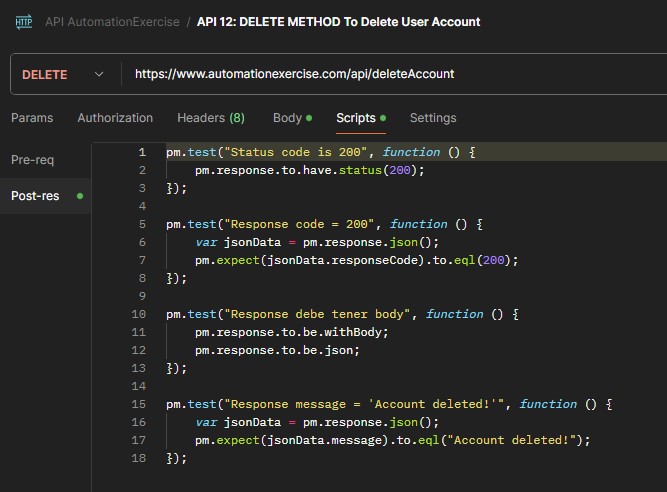 HTTP API AutomationExercise / API 12: DELETE METHOD To Delete User Account
DELETE https://www.automationexercise.com/api/deleteAccount
Params Authorization Headers (8) Body Scripts Settings
Pre-req
Post-res
1 pm.test("Status code is 200", function () {
2     pm.response.to.have.status(200);
3 });
4
5 pm.test("Response code = 200", function () {
6     var jsonData = pm.response.json();
7     pm.expect(jsonData.responseCode).to.eql(200);
8 });
9
10 pm.test("Response debe tener body", function () {
11     pm.response.to.be.withBody;
12     pm.response.to.be.json;
13 });
14
15 pm.test("Response message = 'Account deleted!'", function () {
16     var jsonData = pm.response.json();
17     pm.expect(jsonData.message).to.eql("Account deleted!");
18 });